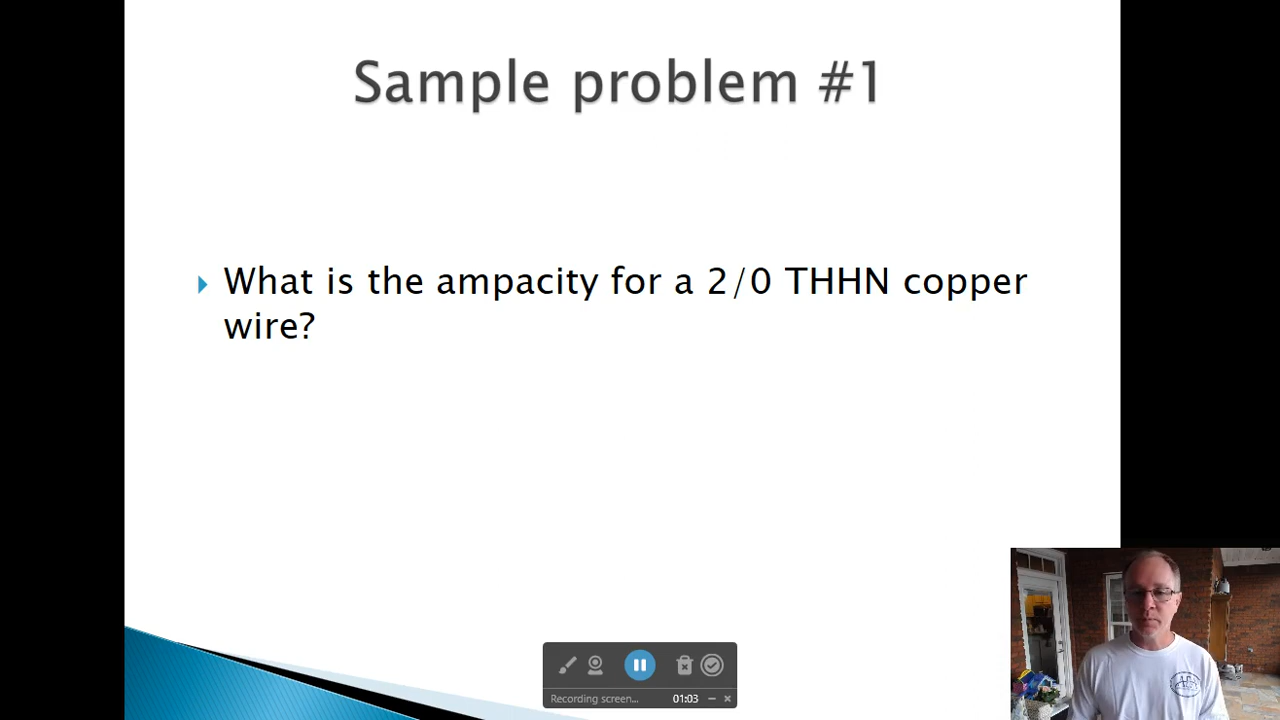 Sample problem #1
What is the ampacity for a 2/0 THHN copper
wire?
Recording screen...
01:03